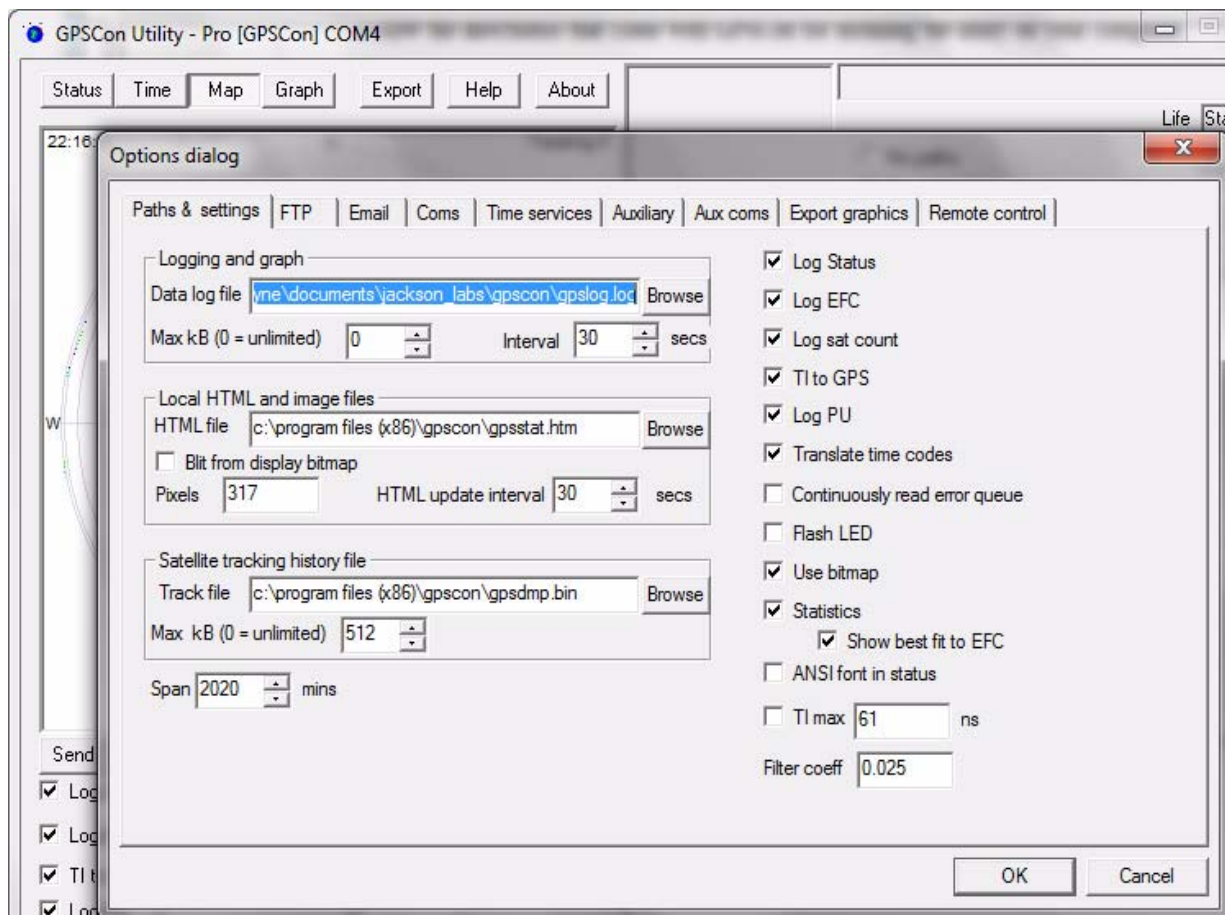 GPSCon Utility - Pro [GPSCon] COM4
Status Time Map Graph Export Help About
Life Sta
22:16:
Options dialog
Paths & settings FTP Email Coms Time services Auxiliary Aux coms Export graphics Remote control
Logging and graph
Data log file yne\documents\jackson_labs\gpscon\gpslog.log Browse
Max kB (0 = unlimited) 0 Interval 30 secs
Local HTML and image files
HTML file c:\program files (x86)\gpscon\gpsstat.htm Browse
Blit from display bitmap
Pixels 317 HTML update interval 30 secs
Satellite tracking history file
Track file c:\program files (x86)\gpscon\gpsdmp.bin Browse
Max kB (0 = unlimited) 512
Span 2020 mins
Log Status
Log EFC
Log sat count
TI to GPS
Log PU
Translate time codes
Continuously read error queue
Flash LED
Use bitmap
Statistics
Show best fit to EFC
ANSI font in status
TI max 61 ns
Filter coeff 0.025
W
Send
Log
Log
TI t
Log
OK Cancel